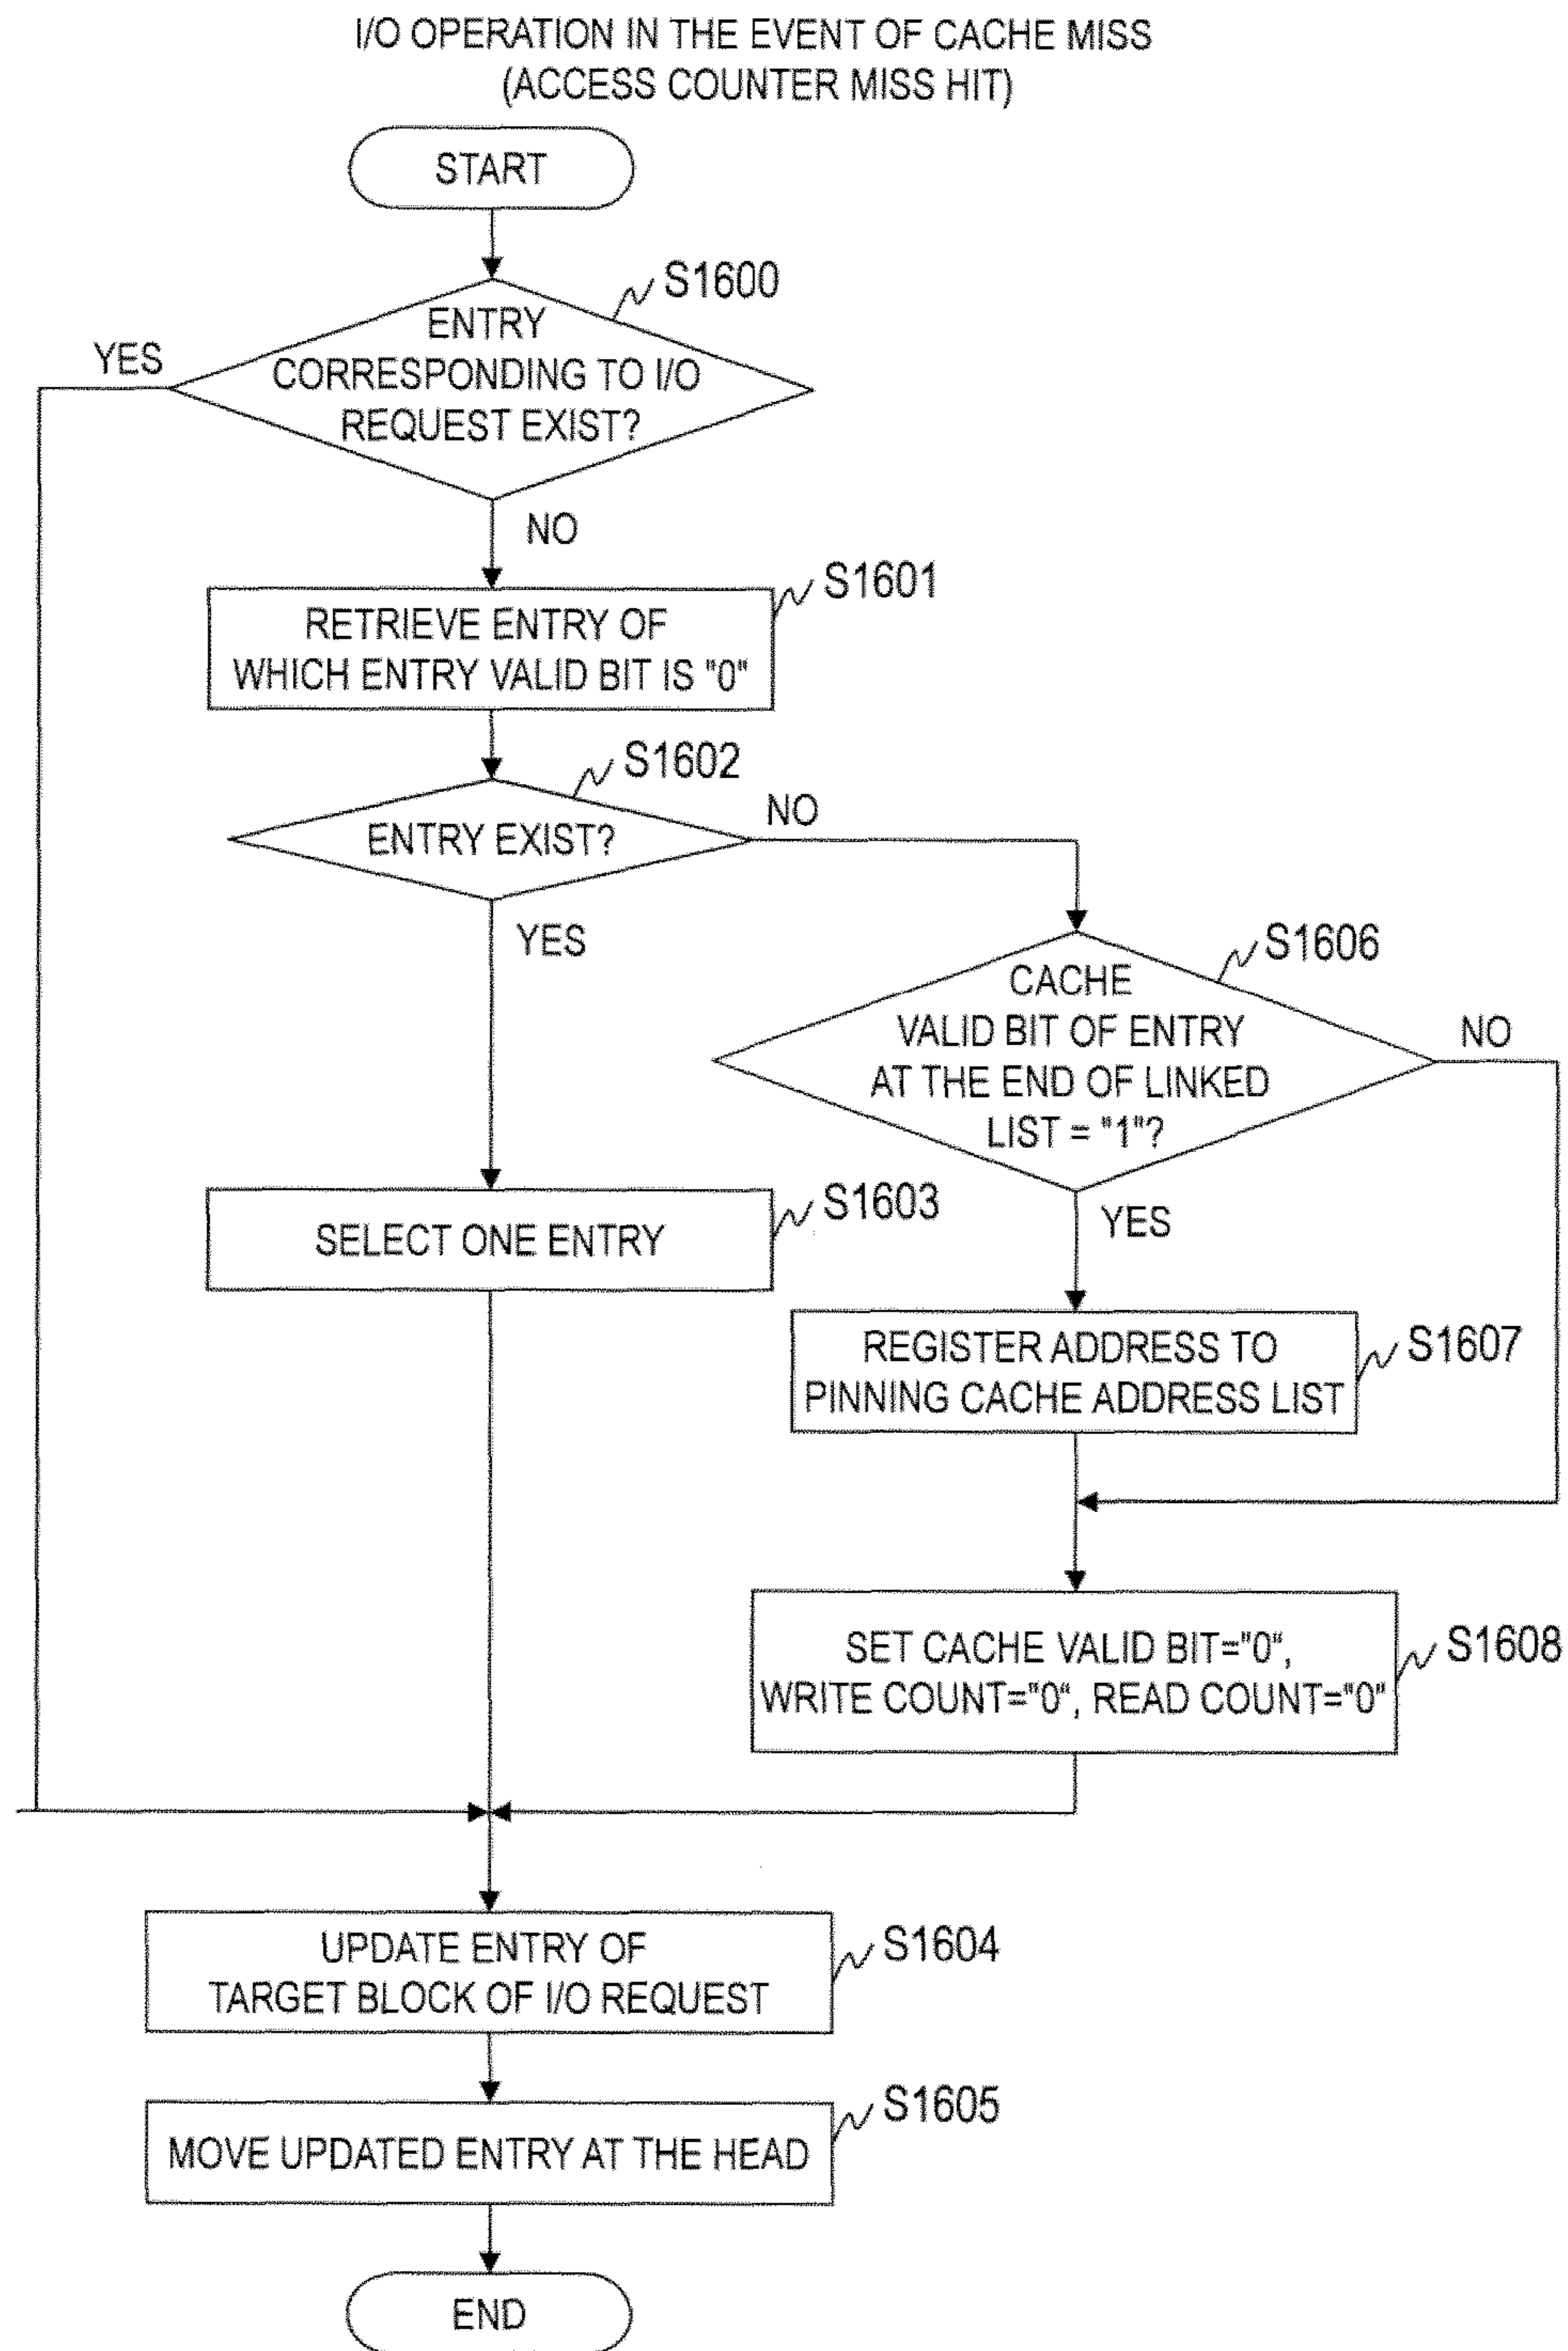 I/O OPERATION IN THE EVENT OF CACHE MISS
(ACCESS COUNTER MISS HIT)
START
S1600
ENTRY
CORRESPONDING TO I/O
REQUEST EXIST?
YES
NO
S1601
RETRIEVE ENTRY OF
WHICH ENTRY VALID BIT IS "0"
S1602
ENTRY EXIST?
NO
YES
S1606
CACHE
VALID BIT OF ENTRY
AT THE END OF LINKED
LIST = "1"?
NO
YES
S1603
SELECT ONE ENTRY
S1607
REGISTER ADDRESS TO
PINNING CACHE ADDRESS LIST
S1608
SET CACHE VALID BIT="0“,
WRITE COUNT="0“, READ COUNT="0"
S1604
UPDATE ENTRY OF
TARGET BLOCK OF I/O REQUEST
S1605
MOVE UPDATED ENTRY AT THE HEAD
END